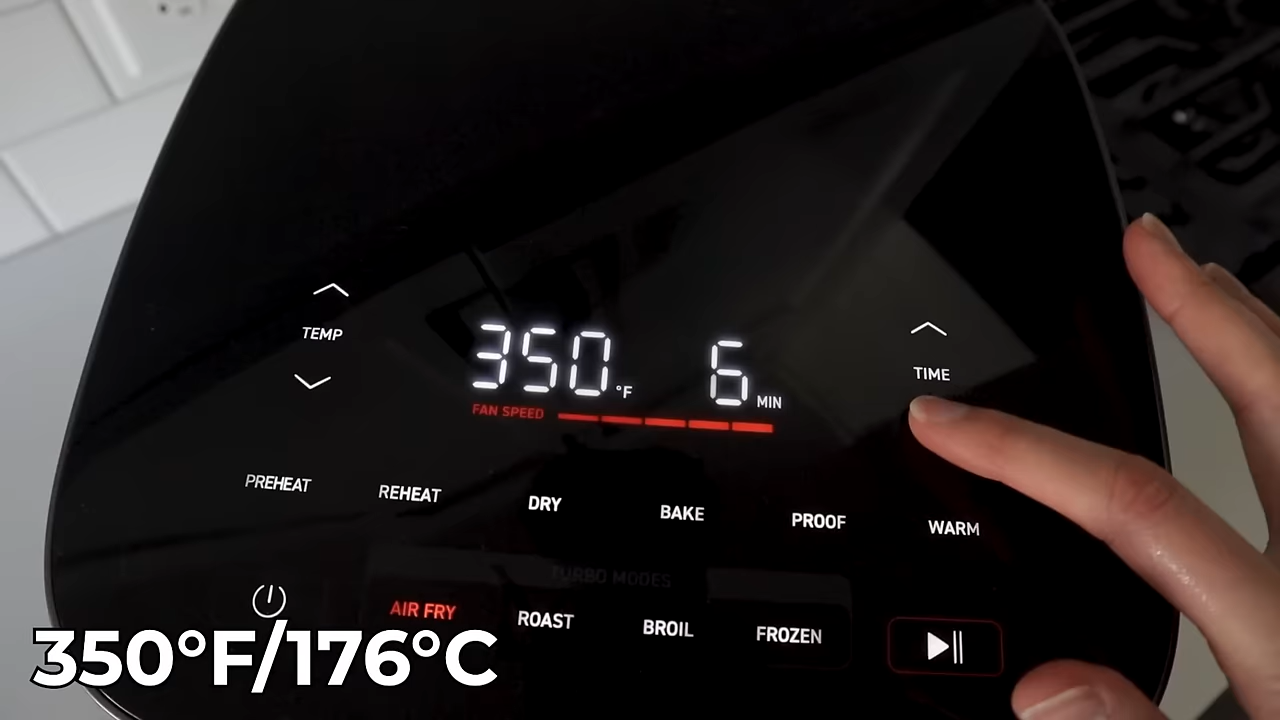 TEMP
350 °F 6 MIN
TIME
FAN SPEED
PREHEAT REHEAT DRY BAKE PROOF WARM
TURBO MODES
AIR FRY ROAST BROIL FROZEN
350°F/176°C